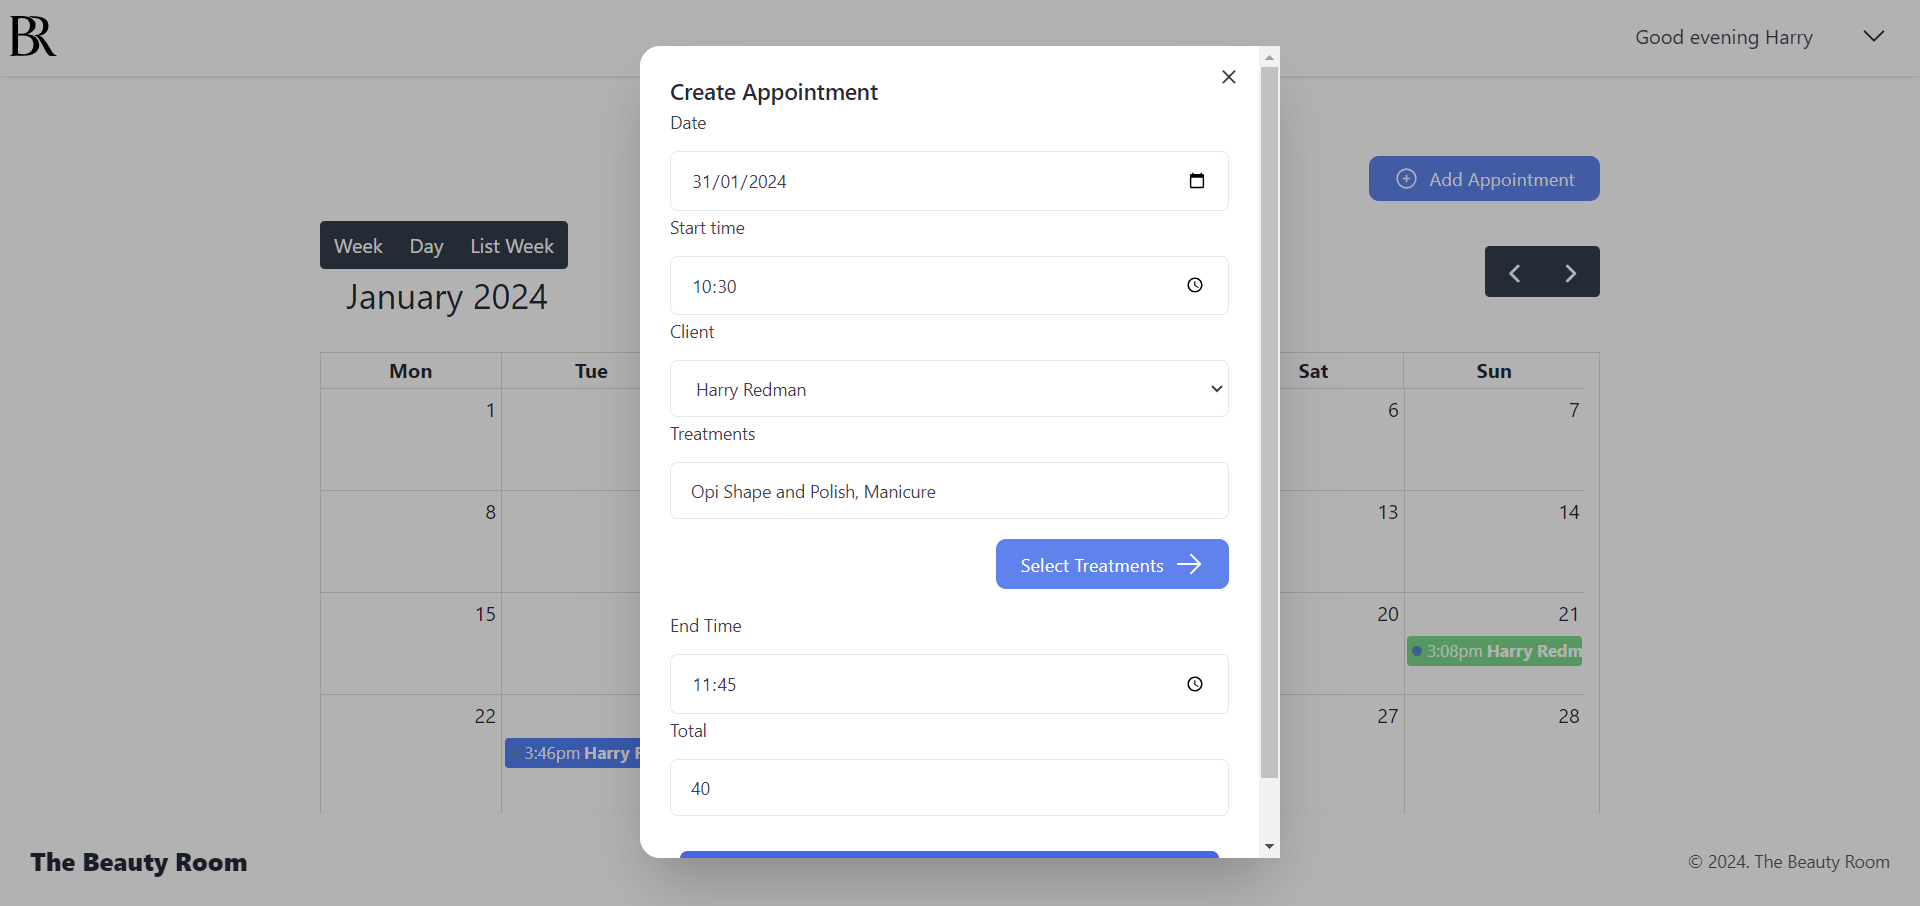 BR
Good evening Harry
Create Appointment
Date
31/01/2024
Add Appointment
Start time
Week Day List Week
January 2024
10:30
Client
Mon Tue Sat Sun
Harry Redman
1 6 7
Treatments
Opi Shape and Polish, Manicure
8 13 14
Select Treatments
15 20 21
End Time
3:08pm Harry Redm
11:45
22 27 28
Total
3:46pm Harry
40
The Beauty Room
© 2024. The Beauty Room